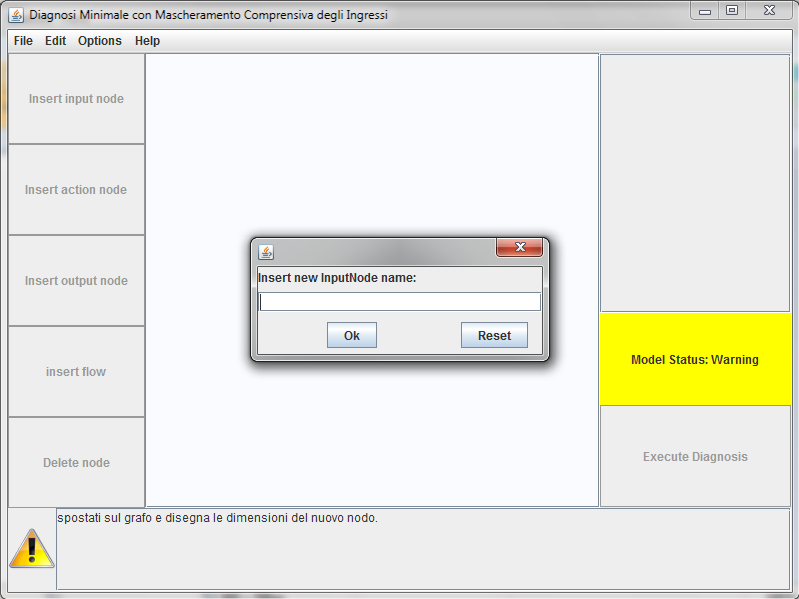 Diagnosi Minimale con Mascheramento Comprensiva degli Ingressi
File Edit Options Help
Insert input node
Insert action node
Insert output node
insert flow
Delete node
Insert new InputNode name:
Ok Reset
Model Status: Warning
Execute Diagnosis
spostati sul grafo e disegna le dimensioni del nuovo nodo.